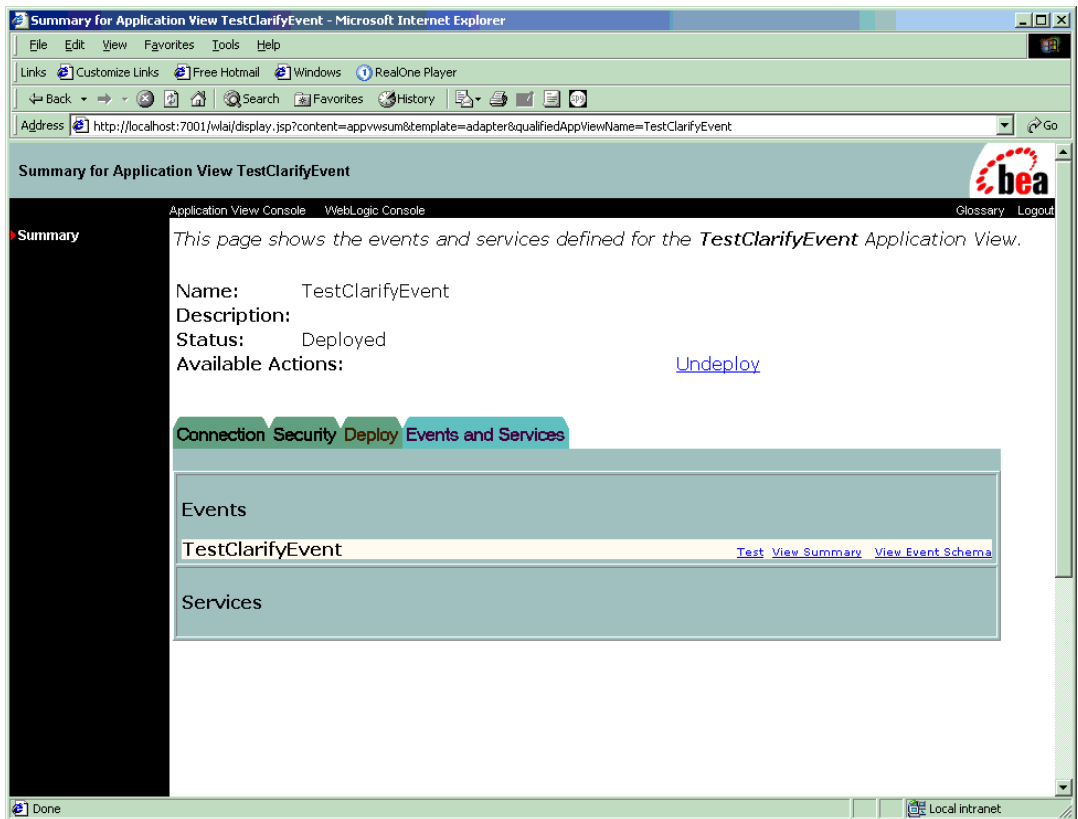 Summary for Application View TestClarifyEvent - Microsoft Internet Explorer
File Edit View Favorites Tools Help
Links Customize Links Free Hotmail Windows RealOne Player
Back Search Favorites History
Address http://localhost:7001/wlai/display.jsp?content=appvwsum&template=adapter&qualifiedAppViewName=TestClarifyEvent Go
Summary for Application View TestClarifyEvent
bea
Application View Console WebLogic Console Glossary Logout
Summary
This page shows the events and services defined for the TestClarifyEvent Application View.
Name: TestClarifyEvent
Description:
Status: Deployed
Available Actions: Undeploy
Connection Security Deploy Events and Services
Events
TestClarifyEvent Test View Summary View Event Schema
Services
Done Local intranet